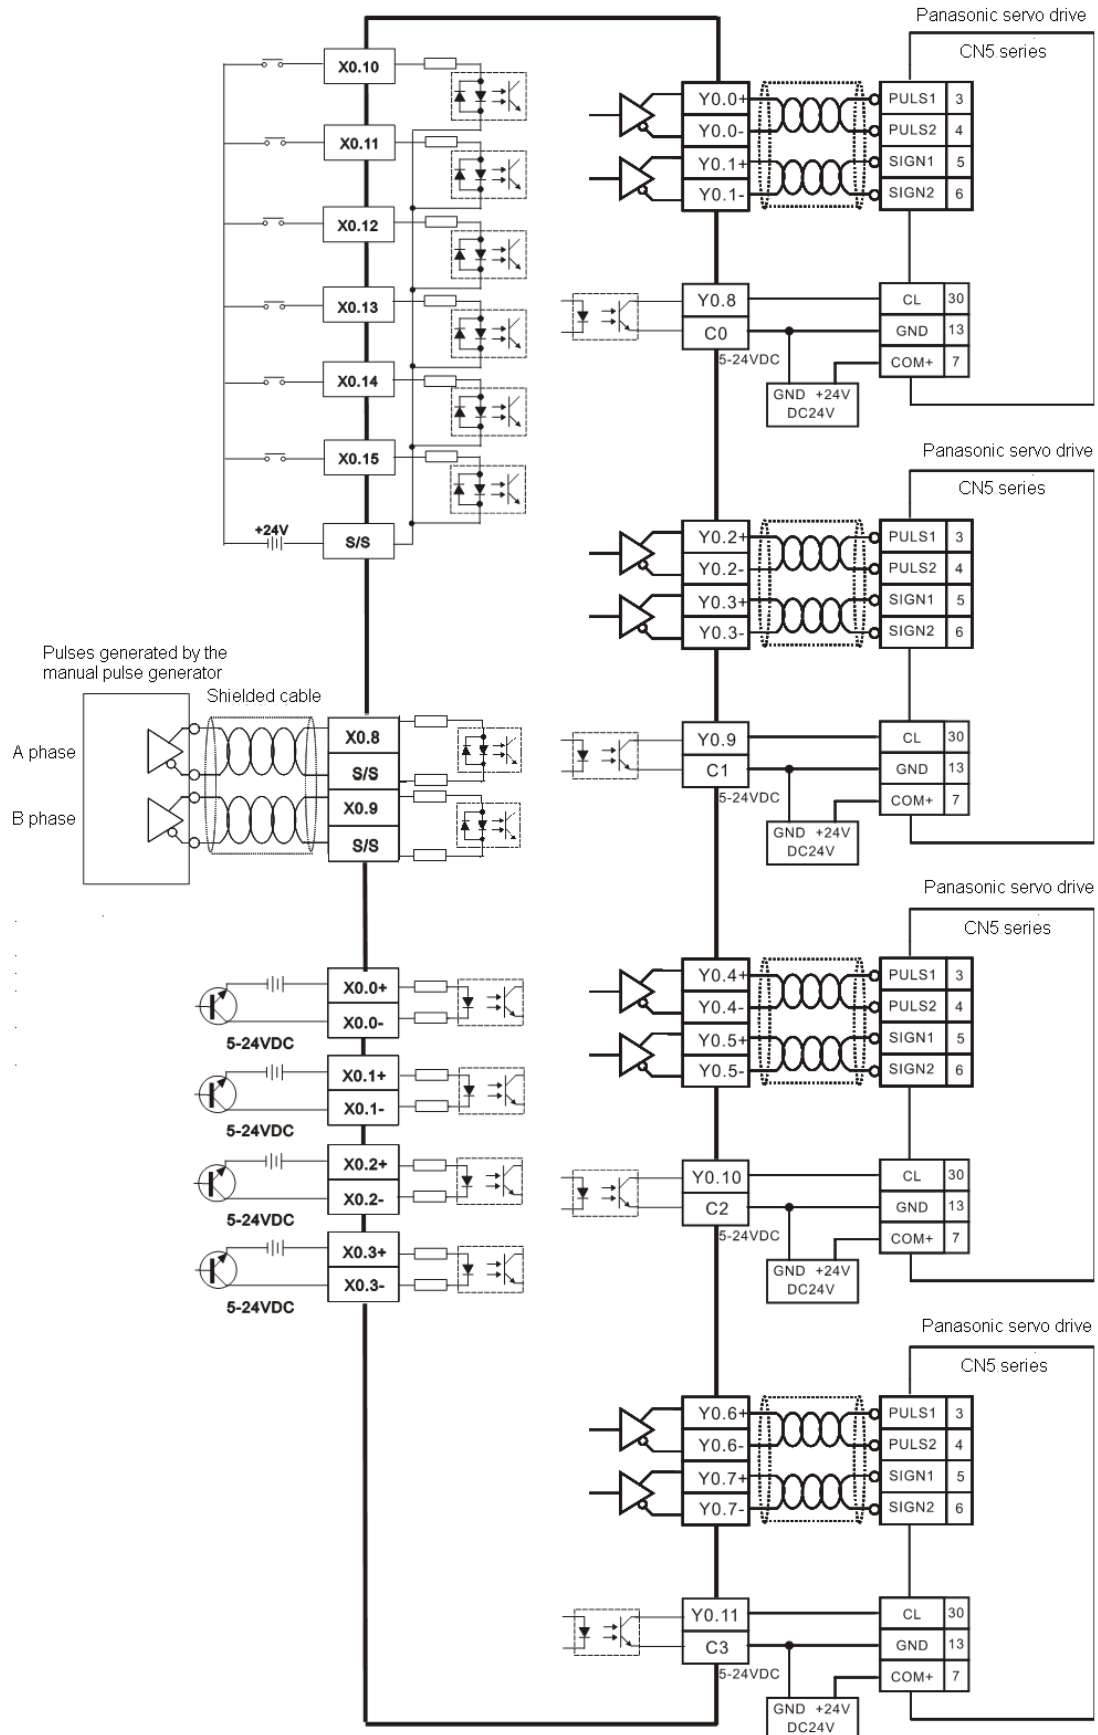 X0.10
X0.11
X0.12
X0.13
X0.14
X0.15
+24V
S/S
Pulses generated by the
manual pulse generator
Shielded cable
A phase
B phase
X0.8
S/S
X0.9
S/S
X0.0+
X0.0-
5-24VDC
X0.1+
X0.1-
5-24VDC
X0.2+
X0.2-
5-24VDC
X0.3+
X0.3-
5-24VDC
Panasonic servo drive
CN5 series
Y0.0+
Y0.0-
Y0.1+
Y0.1-
PULS1 3
PULS2 4
SIGN1 5
SIGN2 6
Y0.8
C0
5-24VDC
CL 30
GND 13
COM+ 7
GND +24V
DC24V
Panasonic servo drive
CN5 series
Y0.2+
Y0.2-
Y0.3+
Y0.3-
PULS1 3
PULS2 4
SIGN1 5
SIGN2 6
Y0.9
C1
5-24VDC
CL 30
GND 13
COM+ 7
GND +24V
DC24V
Panasonic servo drive
CN5 series
Y0.4+
Y0.4-
Y0.5+
Y0.5-
PULS1 3
PULS2 4
SIGN1 5
SIGN2 6
Y0.10
C2
5-24VDC
CL 30
GND 13
COM+ 7
GND +24V
DC24V
Panasonic servo drive
CN5 series
Y0.6+
Y0.6-
Y0.7+
Y0.7-
PULS1 3
PULS2 4
SIGN1 5
SIGN2 6
Y0.11
C3
5-24VDC
CL 30
GND 13
COM+ 7
GND +24V
DC24V